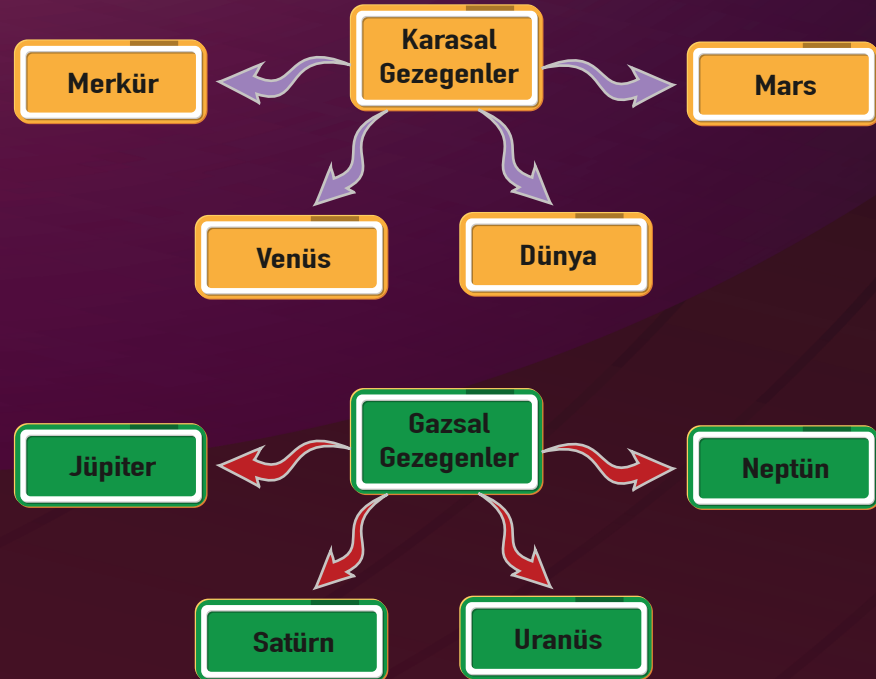 Karasal
Gezegenler
Merkür
Mars
Venüs
Dünya
Gazsal
Gezegenler
Jüpiter
Neptün
Satürn
Uranüs